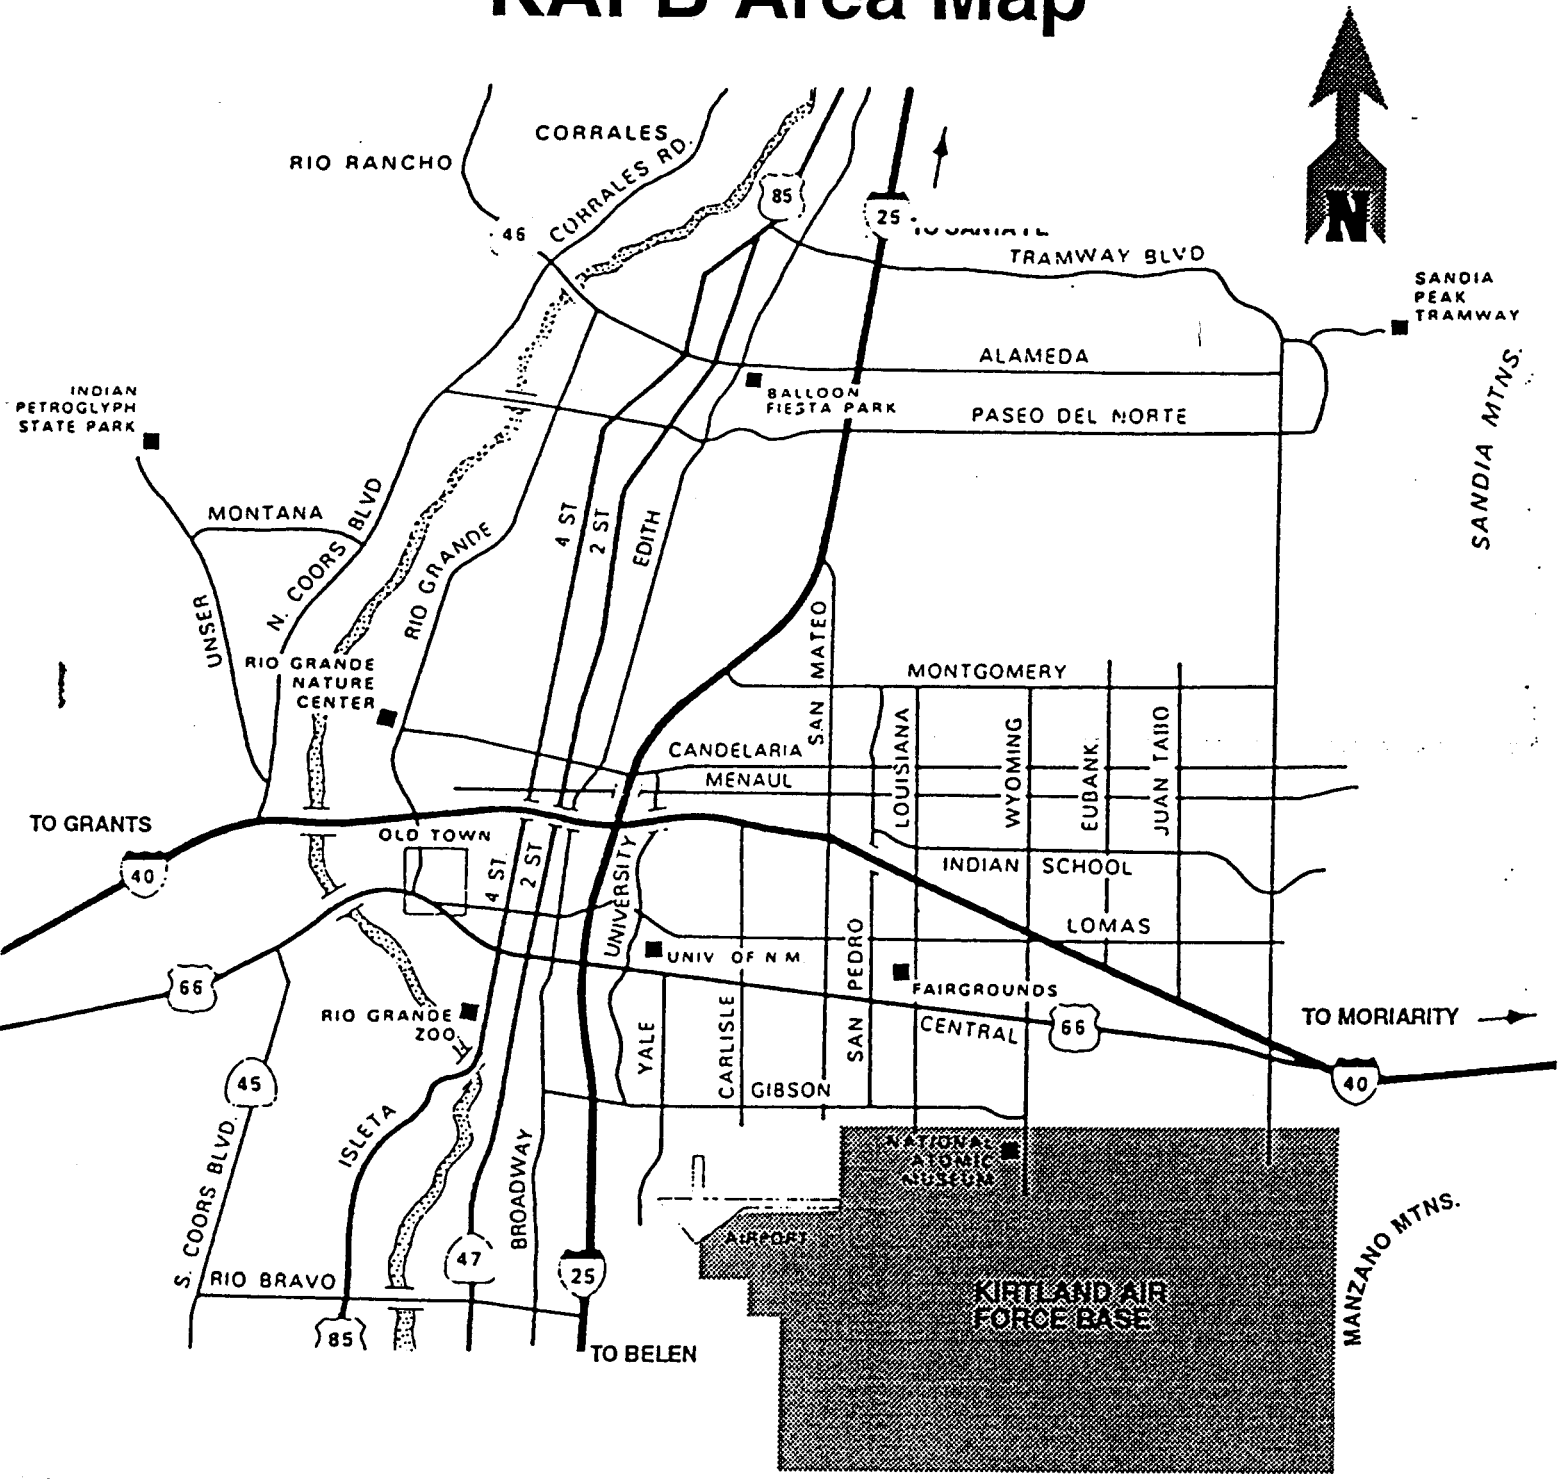 KAFB Area Map
N
CORRALES
RIO RANCHO
CORRALES RD.
85
46
25
TO SANTA FE
TRAMWAY BLVD
SANDIA
PEAK
TRAMWAY
ALAMEDA
INDIAN
PETROGLYPH
STATE PARK
BALLOON
FIESTA PARK
PASEO DEL NORTE
SANDIA MTNS.
MONTANA
N. COORS BLVD
RIO GRANDE
4 ST
2 ST
EDITH
UNSER
SAN MATEO
RIO GRANDE
NATURE
CENTER
MONTGOMERY
LOUISIANA
WYOMING
EUBANK
JUAN TABO
CANDELARIA
MENAUL
TO GRANTS
40
OLD TOWN
4 ST
2 ST
UNIVERSITY
INDIAN SCHOOL
LOMAS
UNIV. OF N.M.
SAN PEDRO
66
FAIRGROUNDS
RIO GRANDE
ZOO
YALE
CARLISLE
CENTRAL
66
TO MORIARITY
40
45
GIBSON
ISLETA
S. COORS BLVD.
BROADWAY
NATIONAL
ATOMIC
MUSEUM
AIRPORT
47
25
RIO BRAVO
85
TO BELEN
KIRTLAND AIR
FORCE BASE
MANZANO MTNS.